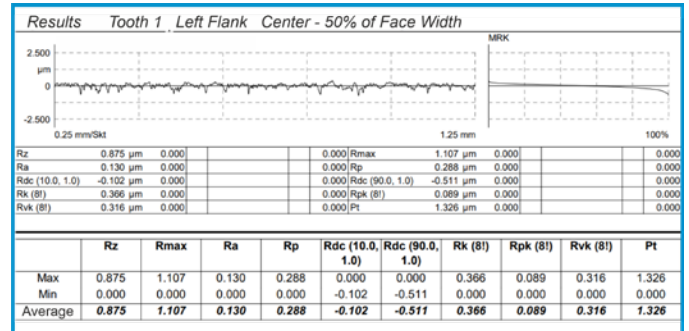 Results Tooth 1 Left Flank Center - 50% of Face Width
MRK
2.500
µm
0
-2.500
0.25 mm/Skt 1.25 mm 100%
Rz 0.875 µm 0.000 0.000 Rmax 1.107 µm 0.000 0.000
Ra 0.130 µm 0.000 0.000 Rp 0.288 µm 0.000 0.000
Rdc (10.0, 1.0) -0.102 µm 0.000 0.000 Rdc (90.0, 1.0) -0.511 µm 0.000 0.000
Rk (8!) 0.366 µm 0.000 0.000 Rpk (8!) 0.089 µm 0.000 0.000
Rvk (8!) 0.316 µm 0.000 0.000 Pt 1.326 µm 0.000 0.000
Rz Rmax Ra Rp Rdc (10.0, 1.0) Rdc (90.0, 1.0) Rk (8!) Rpk (8!) Rvk (8!) Pt
Max 0.875 1.107 0.130 0.288 0.000 0.000 0.366 0.089 0.316 1.326
Min 0.000 0.000 0.000 0.000 -0.102 -0.511 0.000 0.000 0.000 0.000
Average 0.875 1.107 0.130 0.288 -0.102 -0.511 0.366 0.089 0.316 1.326